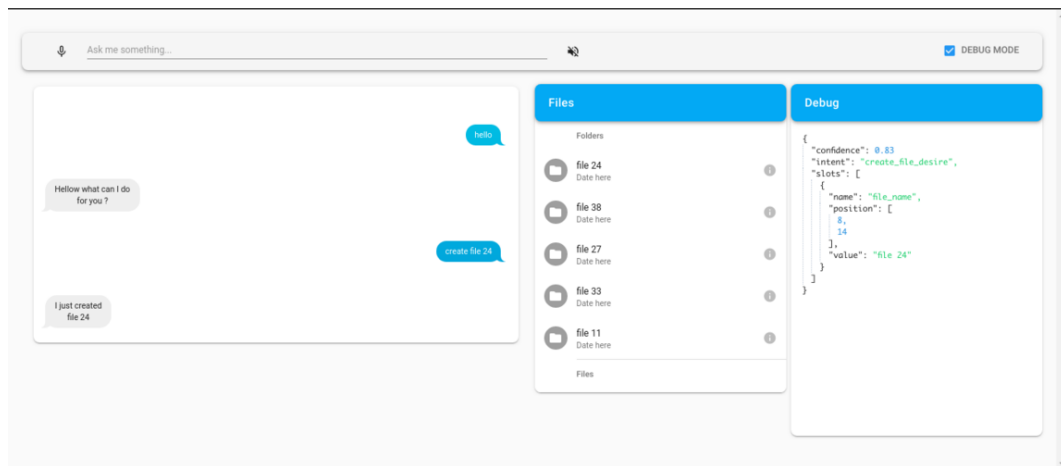 Ask me something...
DEBUG MODE
hello
Hellow what can I do
for you ?
create file 24
I just created
file 24
Files
Folders
file 24
Date here
file 38
Date here
file 27
Date here
file 33
Date here
file 11
Date here
Files
Debug
{
"confidence": 0.83
"intent": "create_file_desire",
"slots": [
{
"name": "file_name",
"position": [
8,
14
],
"value": "file 24"
}
]
}